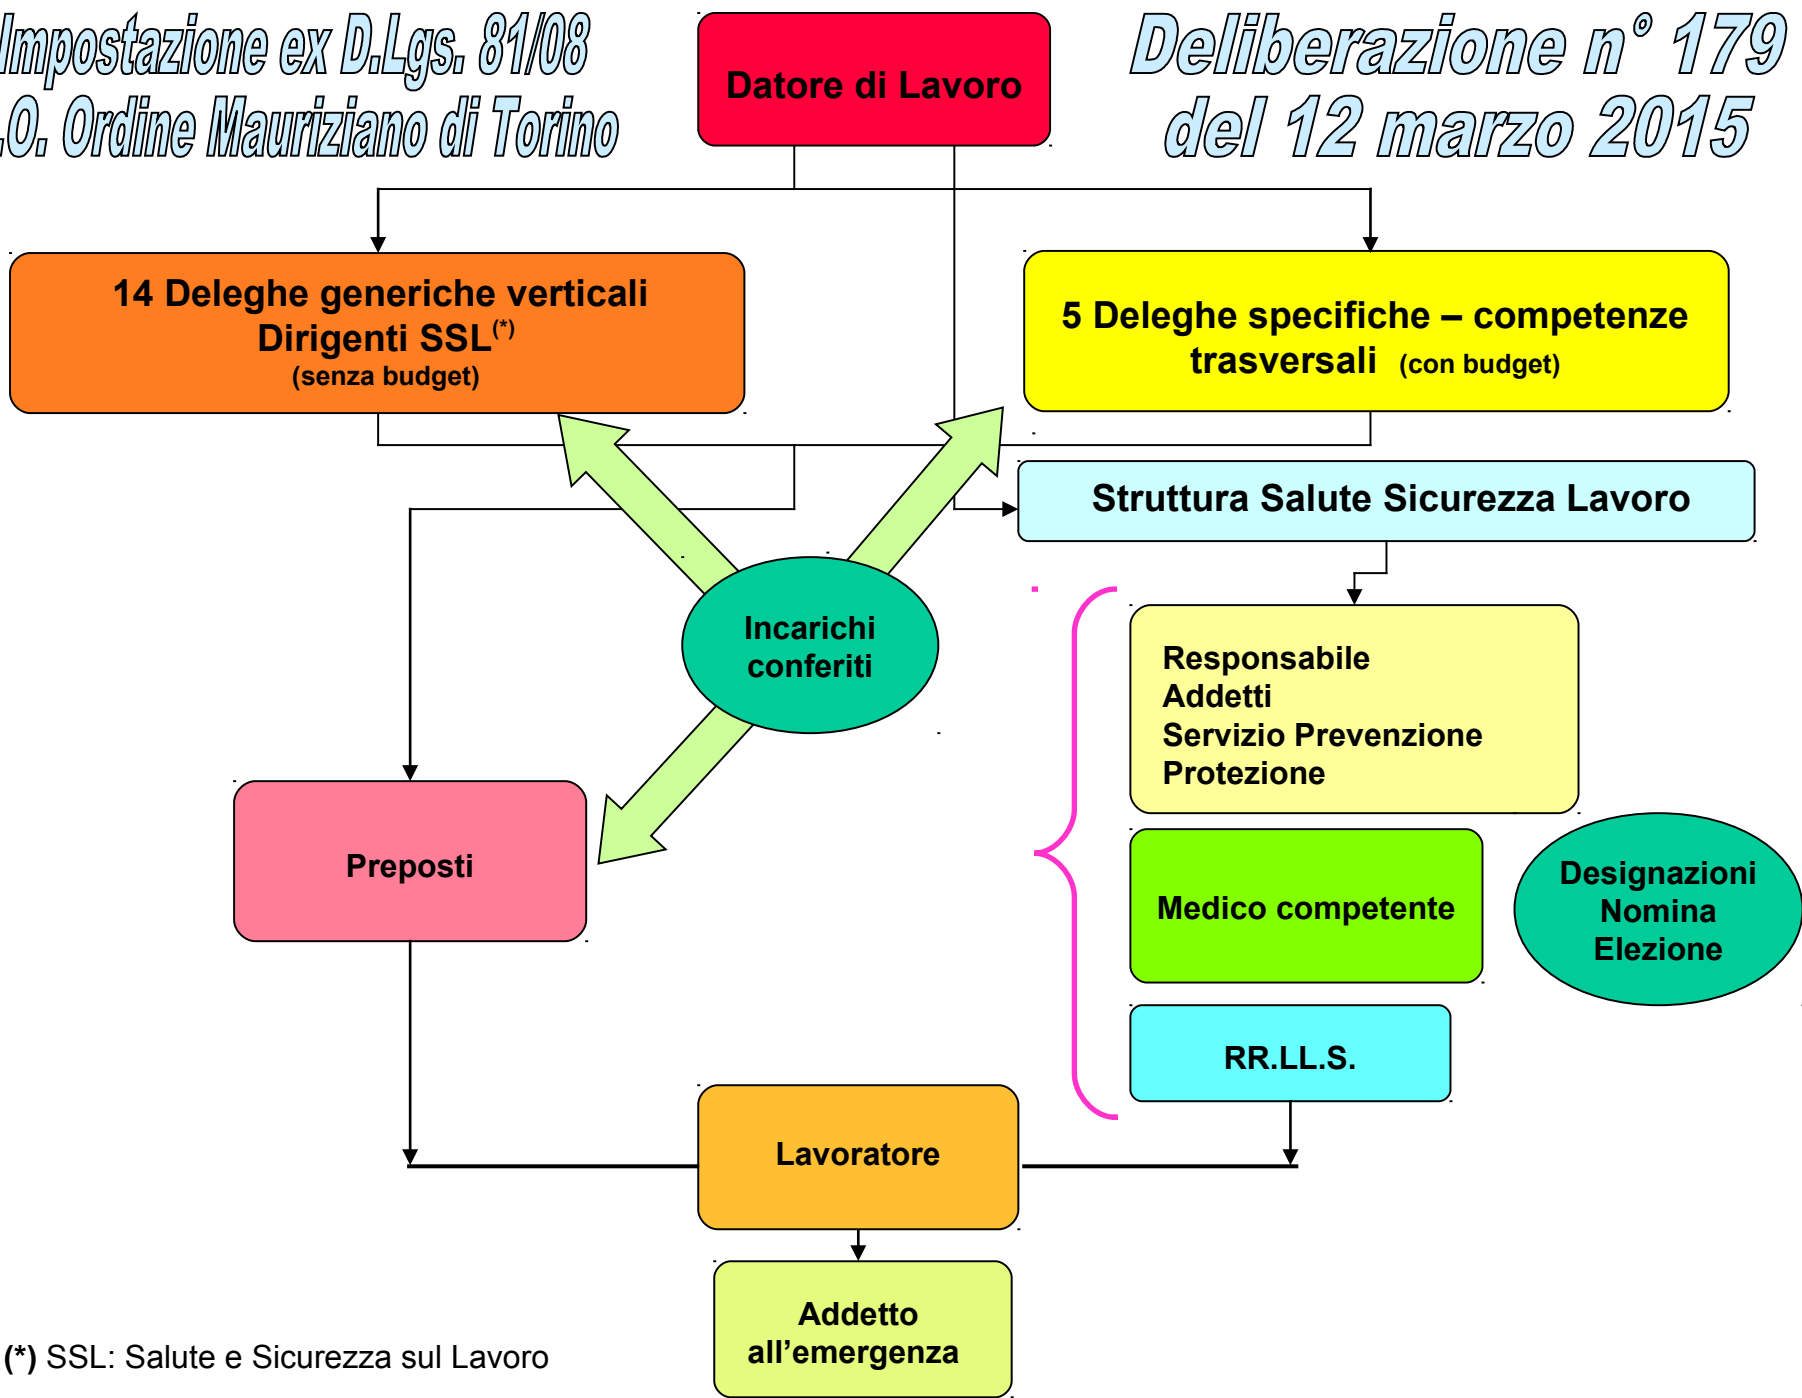 Impostazione ex D.Lgs. 81/08
.O. Ordine Mauriziano di Torino
Deliberazione n° 179
del 12 marzo 2015
Datore di Lavoro
14 Deleghe generiche verticali
Dirigenti SSL(*)
(senza budget)
5 Deleghe specifiche – competenze
trasversali (con budget)
Struttura Salute Sicurezza Lavoro
Incarichi
conferiti
Responsabile
Addetti
Servizio Prevenzione
Protezione
Preposti
Medico competente
Designazioni
Nomina
Elezione
RR.LL.S.
Lavoratore
Addetto
all’emergenza
(*) SSL: Salute e Sicurezza sul Lavoro